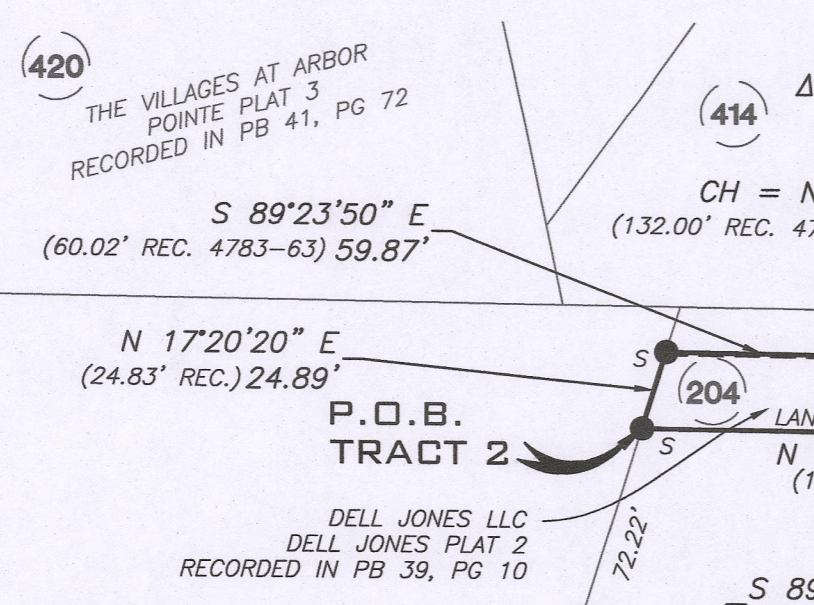 420
THE VILLAGES AT ARBOR
POINTE PLAT 3
RECORDED IN PB 41, PG 72
414
Δ
CH = N
(132.00' REC. 47
S 89°23'50" E
(60.02' REC. 4783-63) 59.87'
N 17°20'20" E
(24.83' REC.) 24.89'
S
204
P.O.B.
TRACT 2
LAN
S
N
(1
DELL JONES LLC
DELL JONES PLAT 2
RECORDED IN PB 39, PG 10
72.22'
S 89